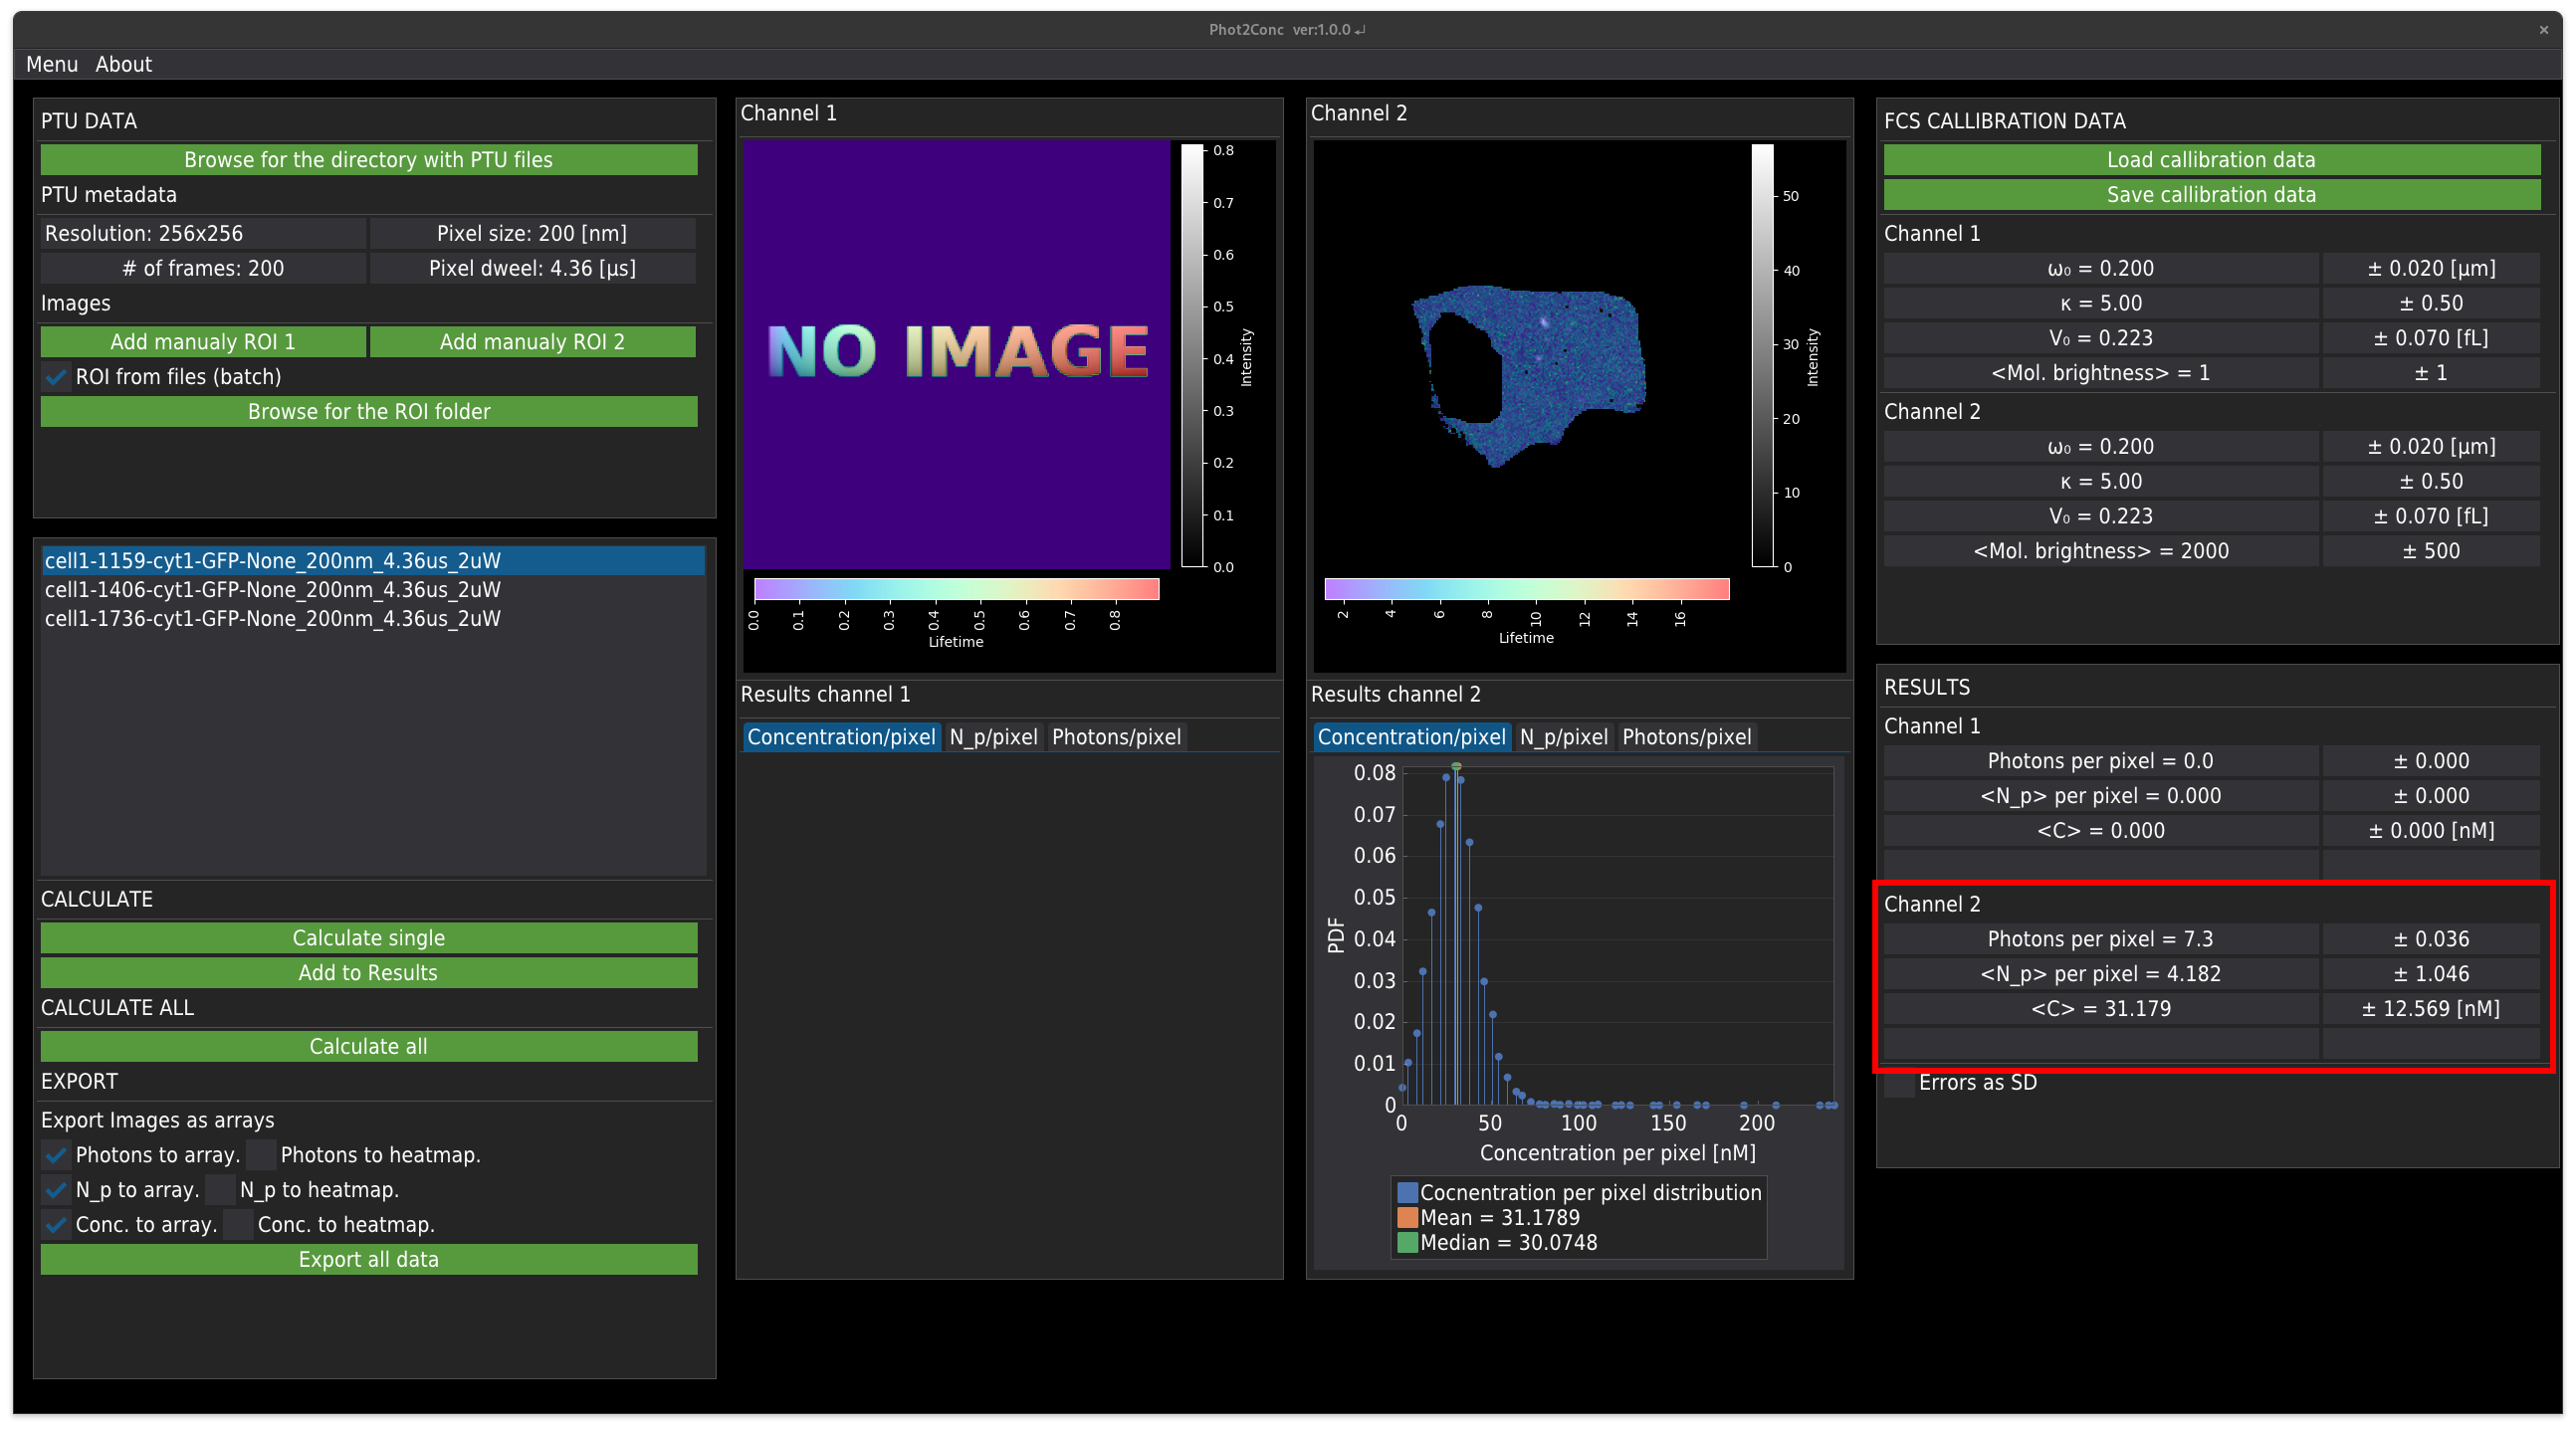 Phot2Conc ver:1.0.0
Menu About
PTU DATA
Browse for the directory with PTU files
PTU metadata
Resolution: 256x256 Pixel size: 200 [nm]
# of frames: 200 Pixel dweel: 4.36 [µs]
Images
Add manualy ROI 1 Add manualy ROI 2
ROI from files (batch)
Browse for the ROI folder
cell1-1159-cyt1-GFP-None_200nm_4.36us_2uW
cell1-1406-cyt1-GFP-None_200nm_4.36us_2uW
cell1-1736-cyt1-GFP-None_200nm_4.36us_2uW
CALCULATE
Calculate single
Add to Results
CALCULATE ALL
Calculate all
EXPORT
Export Images as arrays
Photons to array. Photons to heatmap.
N_p to array. N_p to heatmap.
Conc. to array. Conc. to heatmap.
Export all data
Channel 1
NO IMAGE
0.8
0.7
0.6
0.5
0.4
0.3
0.2
0.1
0.0
Intensity
0.0 0.1 0.2 0.3 0.4 0.5 0.6 0.7 0.8
Lifetime
Results channel 1
Concentration/pixel N_p/pixel Photons/pixel
Channel 2
50
40
30
20
10
0
Intensity
2 4 6 8 10 12 14 16
Lifetime
Results channel 2
Concentration/pixel N_p/pixel Photons/pixel
0.08
0.07
0.06
0.05
0.04
0.03
0.02
0.01
0
PDF
0 50 100 150 200
Concentration per pixel [nM]
Cocnentration per pixel distribution
Mean = 31.1789
Median = 30.0748
FCS CALLIBRATION DATA
Load callibration data
Save callibration data
Channel 1
ω₀ = 0.200 ± 0.020 [µm]
κ = 5.00 ± 0.50
V₀ = 0.223 ± 0.070 [fL]
<Mol. brightness> = 1 ± 1
Channel 2
ω₀ = 0.200 ± 0.020 [µm]
κ = 5.00 ± 0.50
V₀ = 0.223 ± 0.070 [fL]
<Mol. brightness> = 2000 ± 500
RESULTS
Channel 1
Photons per pixel = 0.0 ± 0.000
<N_p> per pixel = 0.000 ± 0.000
<C> = 0.000 ± 0.000 [nM]
Channel 2
Photons per pixel = 7.3 ± 0.036
<N_p> per pixel = 4.182 ± 1.046
<C> = 31.179 ± 12.569 [nM]
Errors as SD